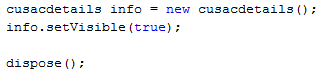 cusacdetails info = new cusacdetails();
info.setVisible(true);
dispose();